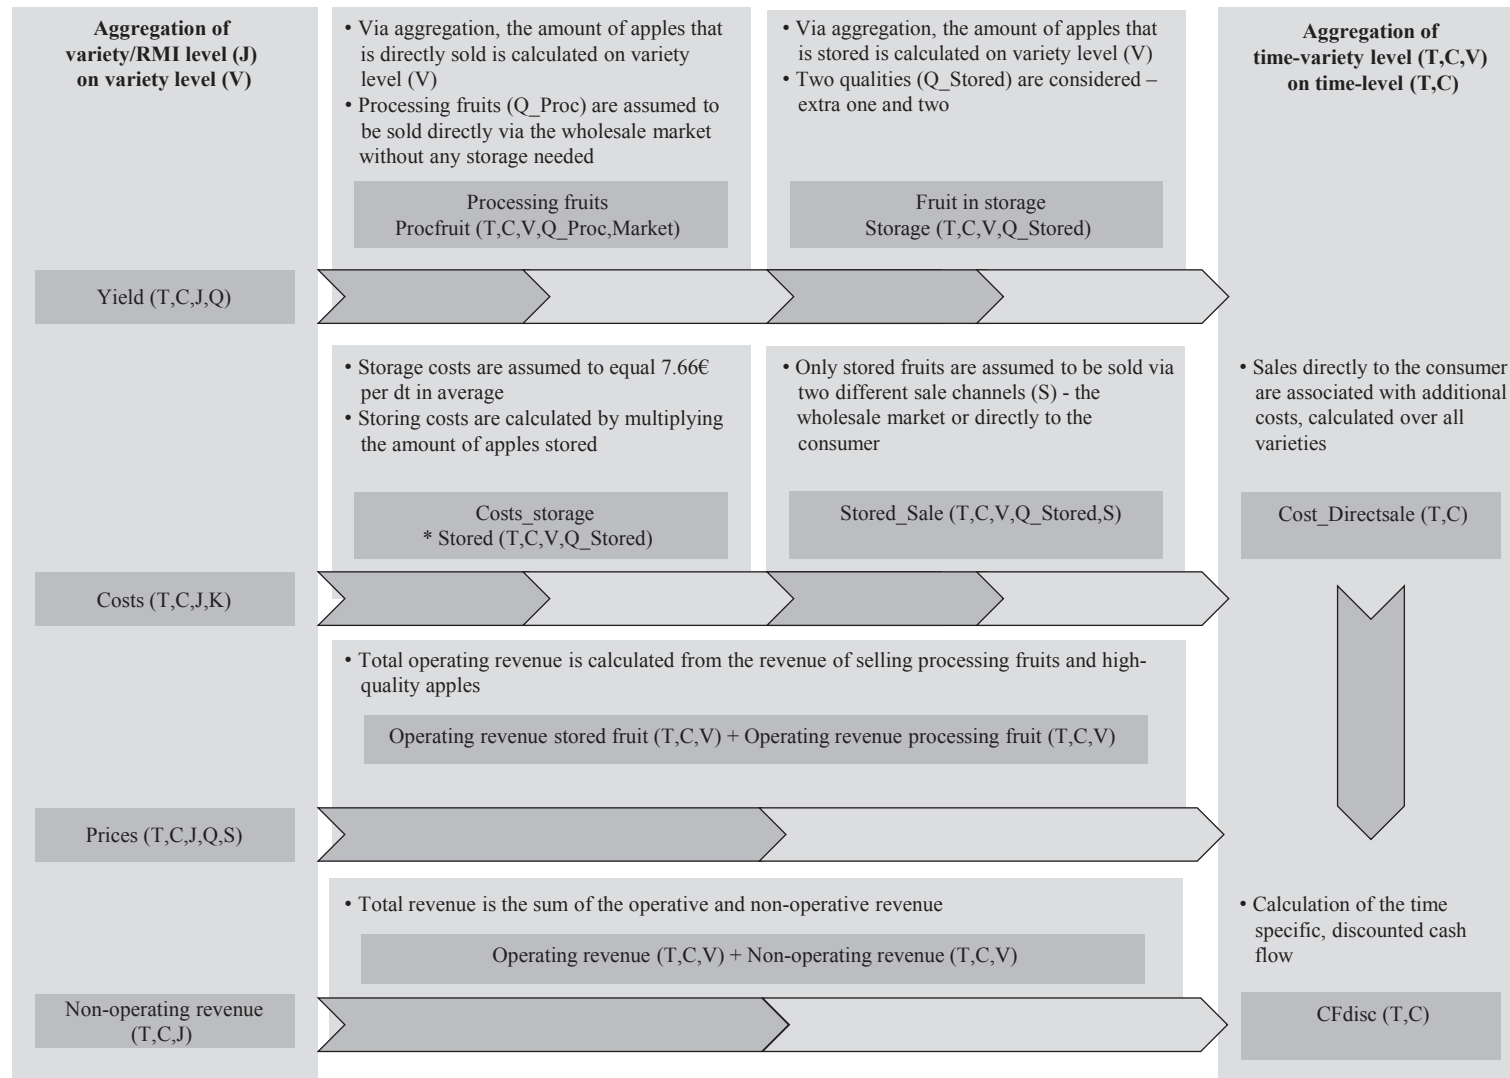 Aggregation of
variety/RMI level (J)
on variety level (V)
• Via aggregation, the amount of apples that
is directly sold is calculated on variety
level (V)
• Processing fruits (Q_Proc) are assumed to
be sold directly via the wholesale market
without any storage needed
Processing fruits
Procfruit (T,C,V,Q_Proc,Market)
• Via aggregation, the amount of apples that
is stored is calculated on variety level (V)
• Two qualities (Q_Stored) are considered –
extra one and two
Fruit in storage
Storage (T,C,V,Q_Stored)
Aggregation of
time-variety level (T,C,V)
on time-level (T,C)
Yield (T,C,J,Q)
• Storage costs are assumed to equal 7.66€
per dt in average
• Storing costs are calculated by multiplying
the amount of apples stored
Costs_storage
* Stored (T,C,V,Q_Stored)
• Only stored fruits are assumed to be sold via
two different sale channels (S) - the
wholesale market or directly to the
consumer
Stored_Sale (T,C,V,Q_Stored,S)
• Sales directly to the consumer
are associated with additional
costs, calculated over all
varieties
Cost_Directsale (T,C)
Costs (T,C,J,K)
• Total operating revenue is calculated from the revenue of selling processing fruits and high-
quality apples
Operating revenue stored fruit (T,C,V) + Operating revenue processing fruit (T,C,V)
Prices (T,C,J,Q,S)
• Total revenue is the sum of the operative and non-operative revenue
Operating revenue (T,C,V) + Non-operating revenue (T,C,V)
• Calculation of the time
specific, discounted cash
flow
Non-operating revenue
(T,C,J)
CFdisc (T,C)